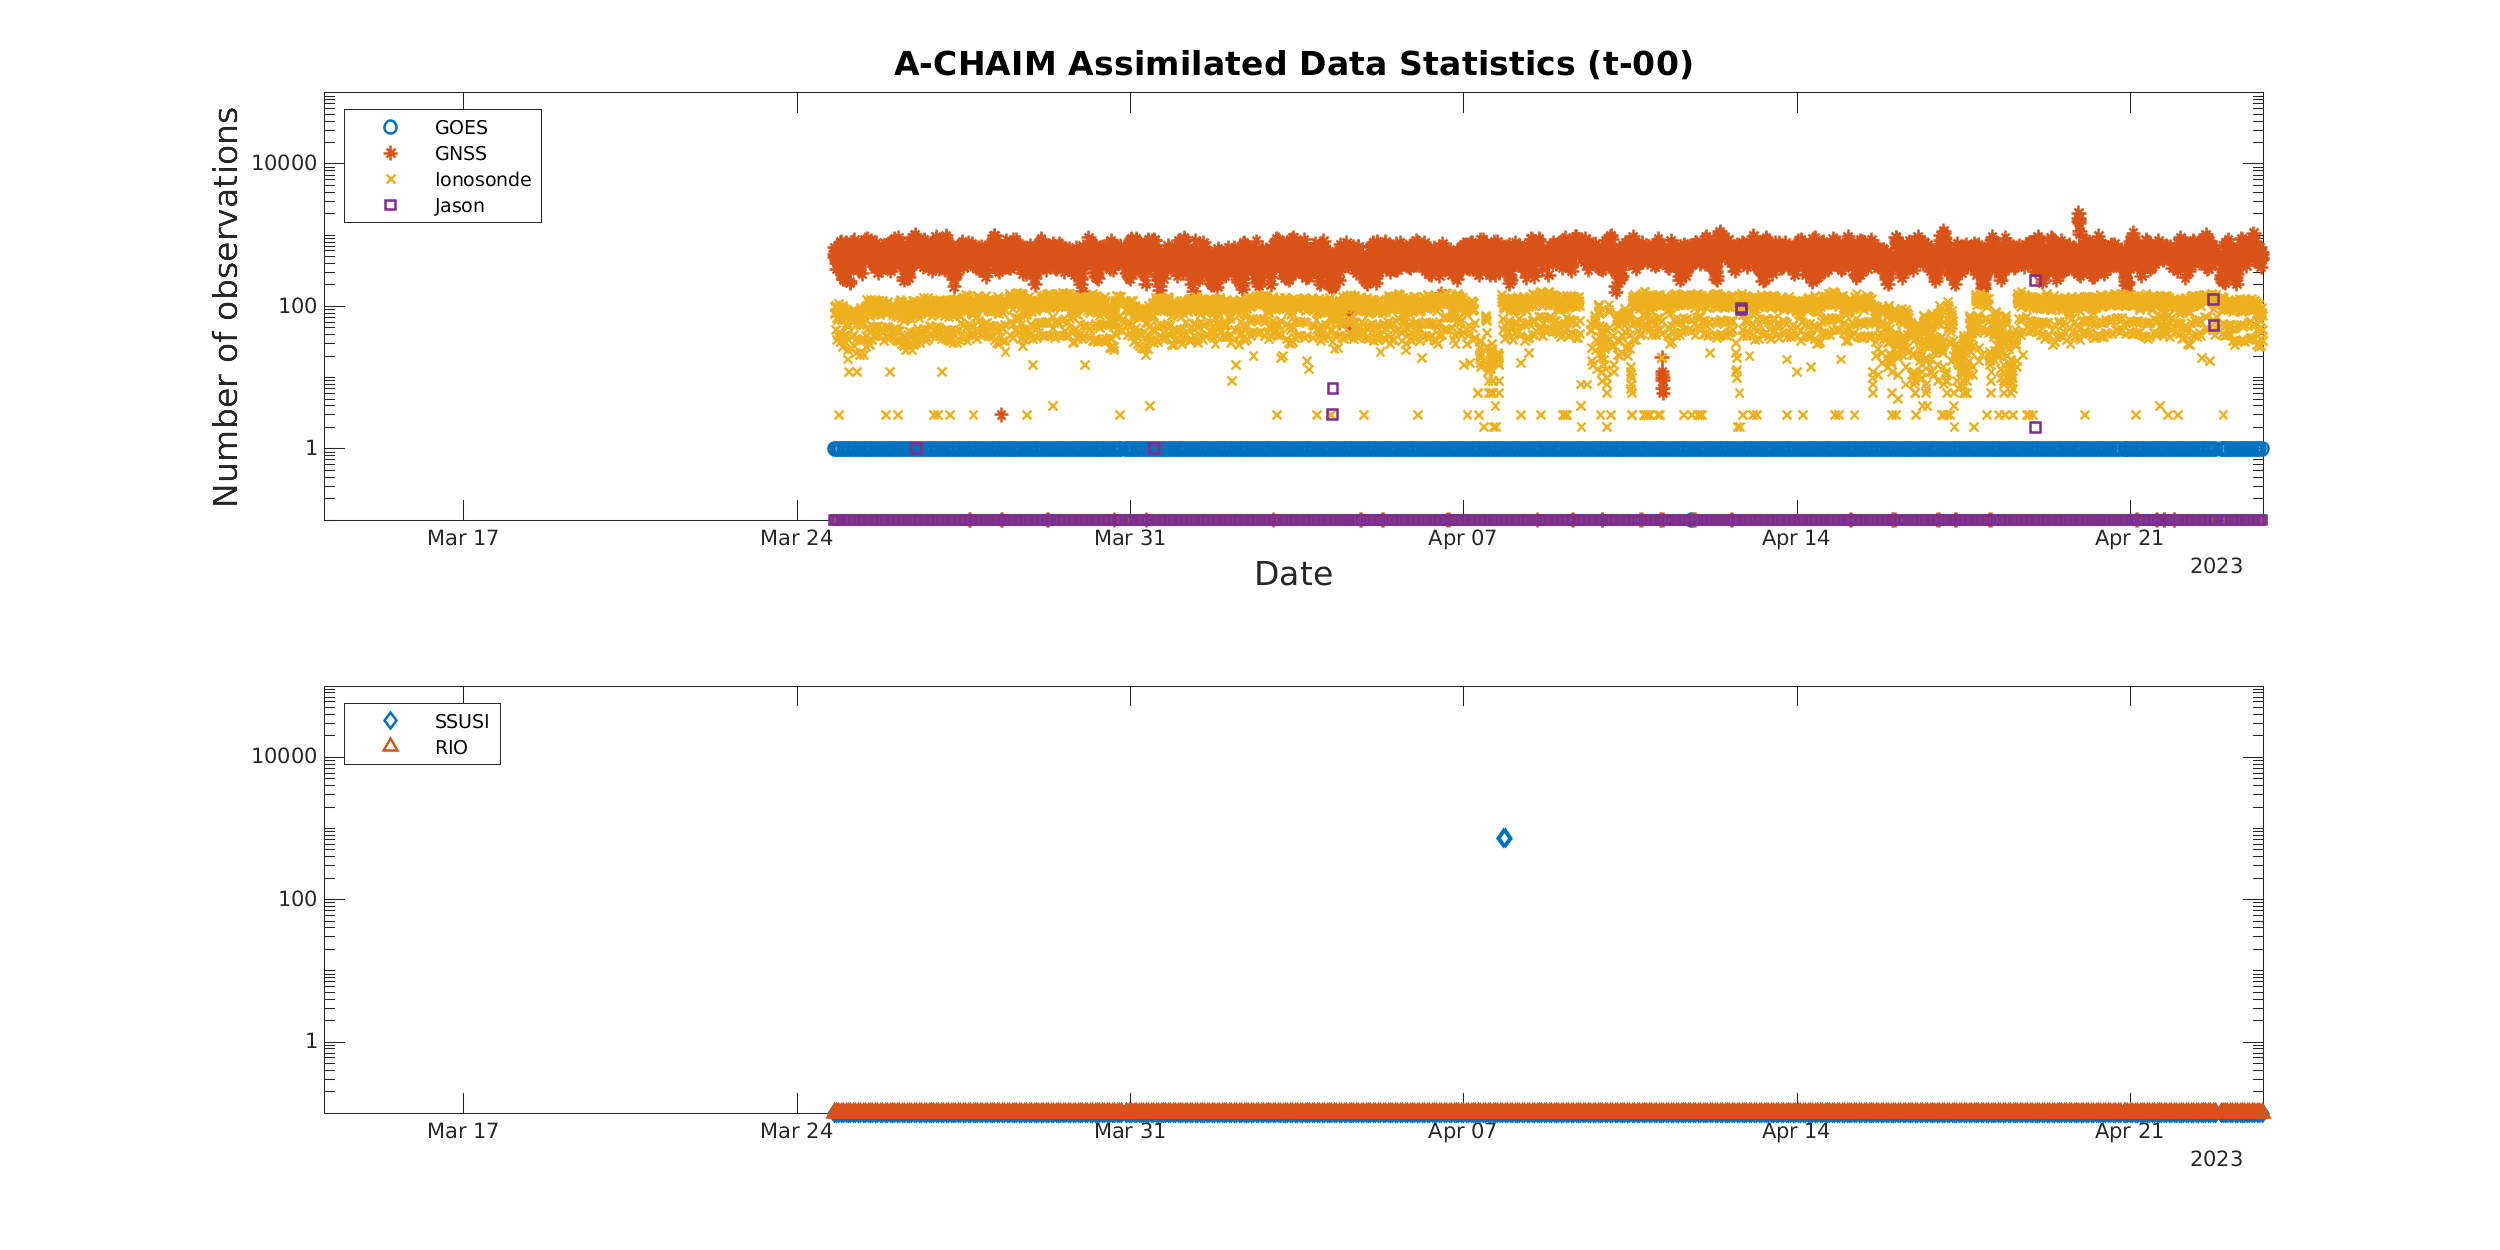 A-CHAIM Assimilated Data Statistics (t-00)
Number of observations
10000
100
1
GOES
GNSS
Ionosonde
Jason
Mar 17
Mar 24
Mar 31
Apr 07
Apr 14
Apr 21
2023
Date
10000
100
1
SSUSI
RIO
Mar 17
Mar 24
Mar 31
Apr 07
Apr 14
Apr 21
2023